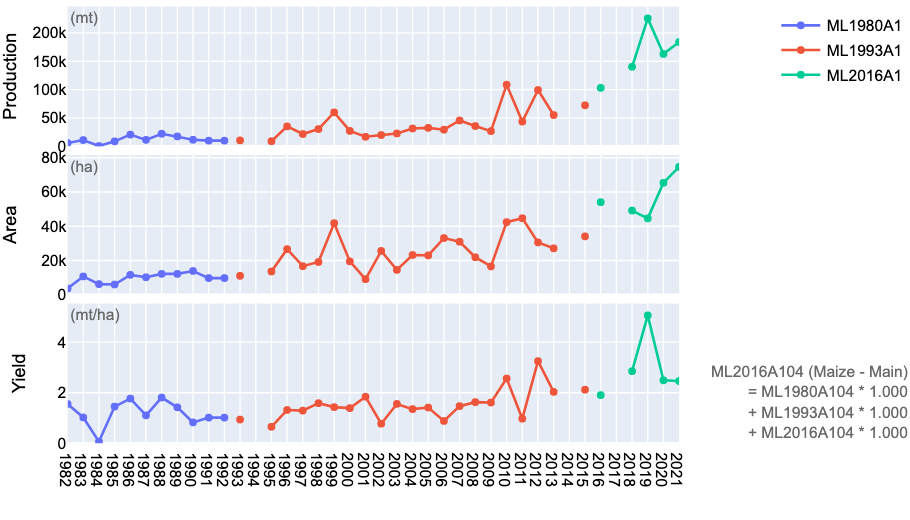 (mt)
Production
200k
150k
100k
50k
0
(ha)
Area
80k
60k
40k
20k
0
(mt/ha)
Yield
4
2
0
1982
1983
1984
1985
1986
1987
1988
1989
1990
1991
1992
1993
1994
1995
1996
1997
1998
1999
2000
2001
2002
2003
2004
2005
2006
2007
2008
2009
2010
2011
2012
2013
2014
2015
2016
2017
2018
2019
2020
2021
ML1980A1
ML1993A1
ML2016A1
ML2016A104 (Maize - Main)
= ML1980A104 * 1.000
+ ML1993A104 * 1.000
+ ML2016A104 * 1.000